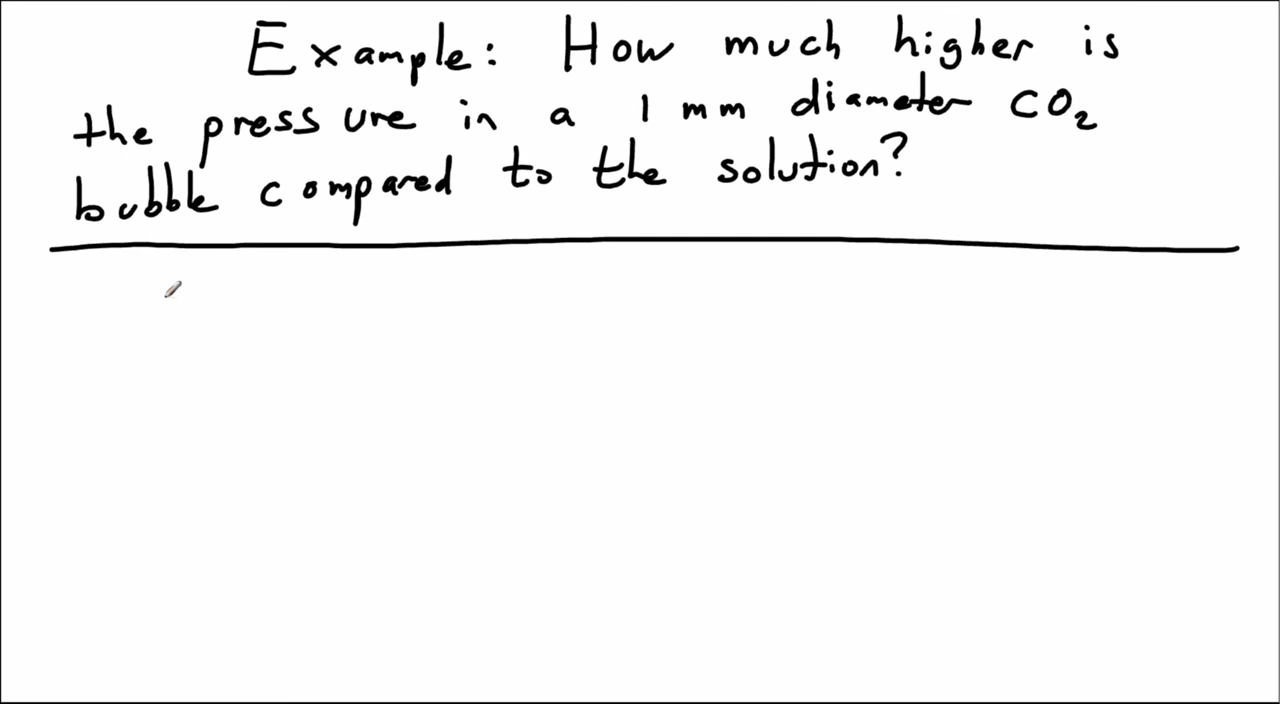 Example: How much higher is
the pressure in a 1 mm diameter CO₂
bubble compared to the solution?